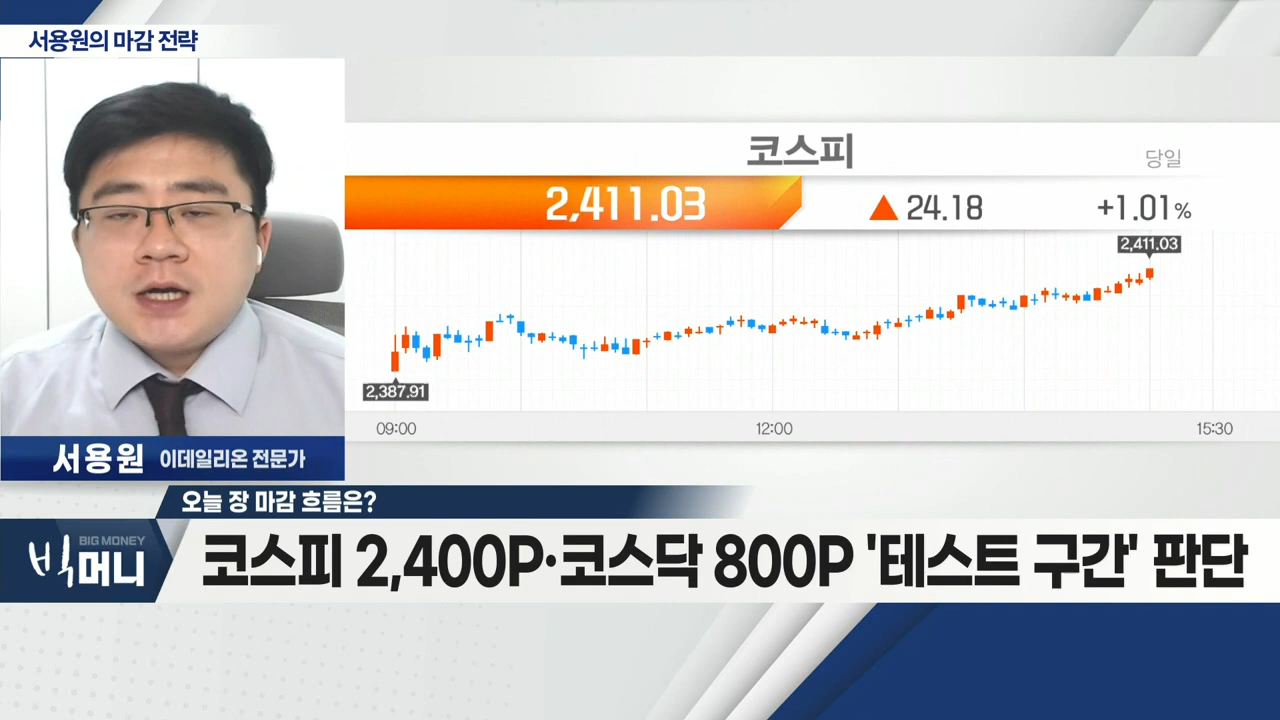 서용원의 마감 전략
코스피
당일
2,411.03 ▲ 24.18 +1.01%
2,411.03
2,387.91
09:00 12:00 15:30
서용원 이데일리온 전문가
오늘 장 마감 흐름은?
BIG MONEY
빅머니
코스피 2,400P·코스닥 800P '테스트 구간' 판단